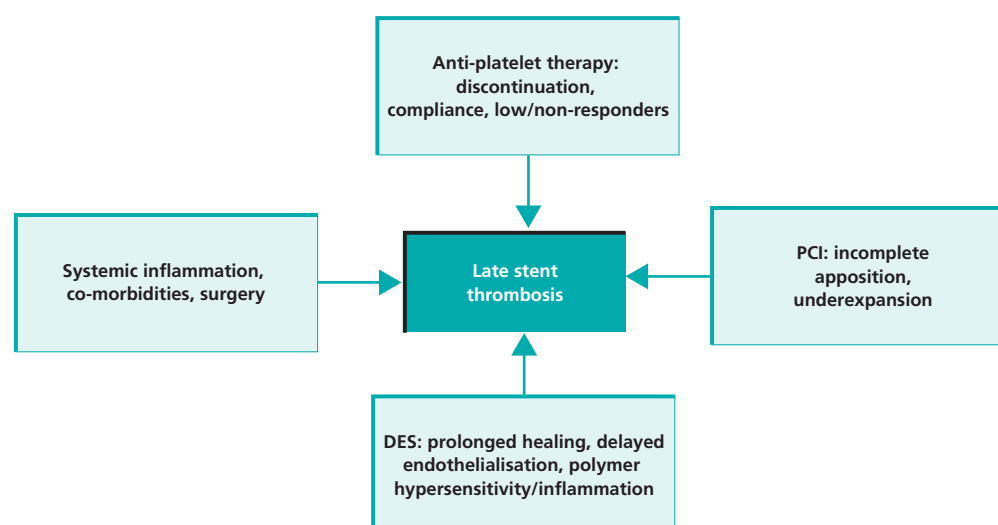 Anti-platelet therapy:
discontinuation,
compliance, low/non-responders
Systemic inflammation,
co-morbidities, surgery
Late stent
thrombosis
PCI: incomplete
apposition,
underexpansion
DES: prolonged healing, delayed
endothelialisation, polymer
hypersensitivity/inflammation